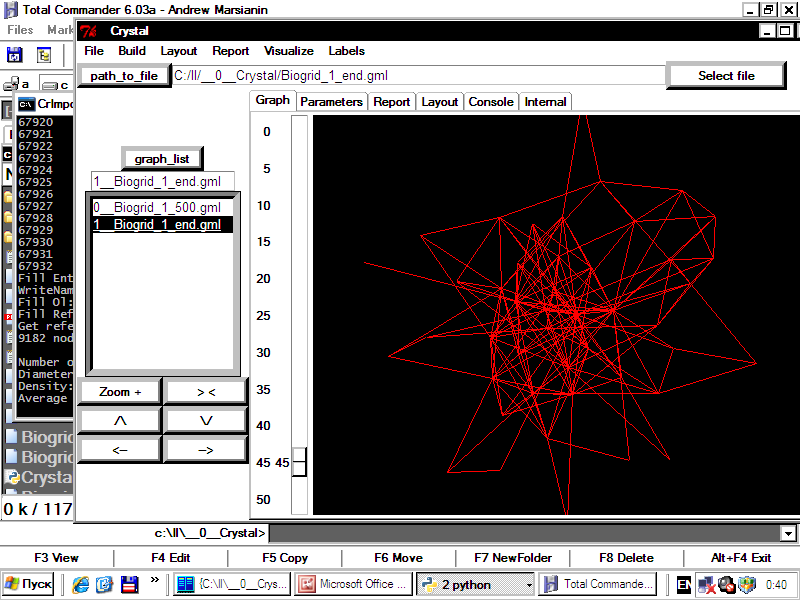 Total Commander 6.03a - Andrew Marsianin
Files Mark
Crystal
File Build Layout Report Visualize Labels
path_to_file C:/II/__0__Crystal/Biogrid_1_end.gml Select file
a
c
Graph Parameters Report Layout Console Internal
CrImpo
67920
67921
67922
67923
67924
67925
67926
67927
67928
67929
67930
67931
67932
Fill Ent
WriteNam
Fill Ol:
Fill Ref
Get refe
9182 nod
Number o
Diameter
Density:
Average
graph_list
1__Biogrid_1_end.gml
0__Biogrid_1_500.gml
1__Biogrid_1_end.gml
Zoom + > <
/\ \/
<-- -->
0
5
10
15
20
25
30
35
40
45 45
50
Biogrid
Biogrid
Crysta
0 k / 117
c:\II\__0__Crystal>
F3 View F4 Edit F5 Copy F6 Move F7 NewFolder F8 Delete Alt+F4 Exit
Пуск » {C:\II\__0__Crys... Microsoft Office ... 2 python Total Commande... EN 0:40